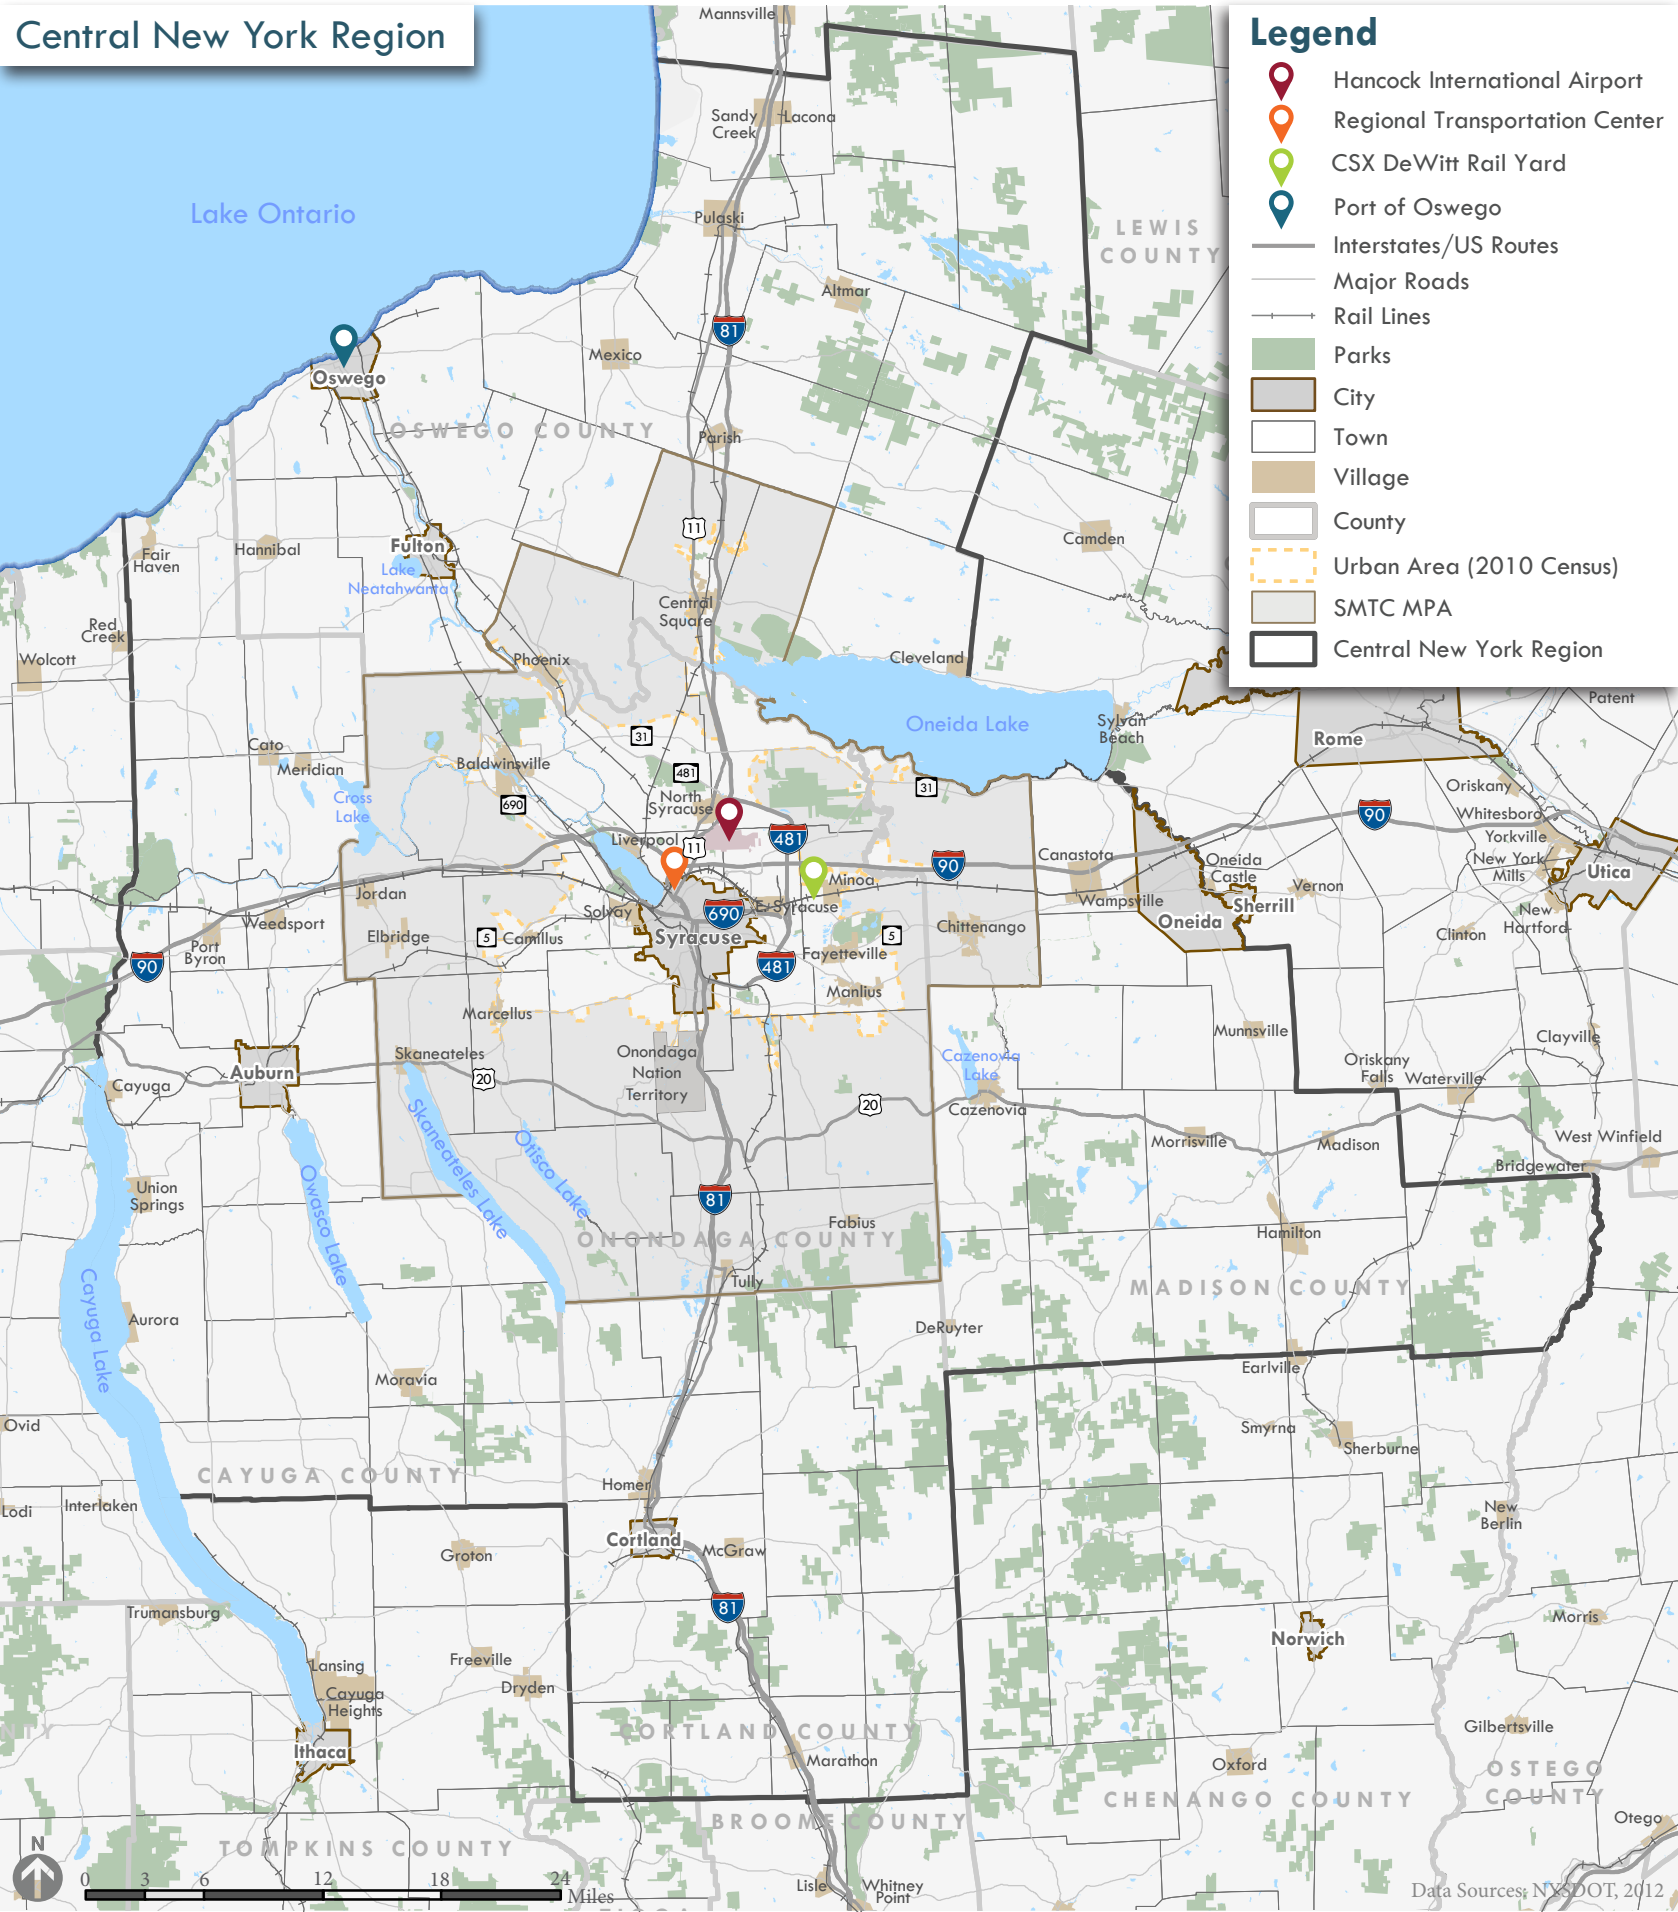 Central New York Region
Legend
Hancock International Airport
Regional Transportation Center
CSX DeWitt Rail Yard
Port of Oswego
Interstates/US Routes
Major Roads
Rail Lines
Parks
City
Town
Village
County
Urban Area (2010 Census)
SMTC MPA
Central New York Region
Mannsville
Sandy
Creek
Lacona
Lake Ontario
Pulaski
LEWIS
COUNTY
Altmar
81
Mexico
Oswego
OSWEGO COUNTY
Parish
11
Camden
Fair
Haven
Hannibal
Fulton
Lake
Neatahwanta
Central
Square
Red
Creek
Wolcott
Phoenix
Cleveland
Oneida Lake
Sylvan
Beach
Patent
Rome
31
Cato
Meridian
Baldwinsville
481
31
Oriskany
Cross
Lake
690
North
Syracuse
Whitesboro
90
Yorkville
Liverpool
11
481
90
Canastota
Oneida
Castle
New York
Mills
Utica
Jordan
Minoa
Vernon
Wampsville
Sherrill
Weedsport
Solvay
690
E. Syracuse
Oneida
New
Hartford
Elbridge
5
Camillus
Syracuse
5
Chittenango
Clinton
Port
Byron
90
481
Fayetteville
Manlius
Marcellus
Munnsville
Clayville
Skaneateles
Onondaga
Nation
Territory
Cazenovia
Lake
Oriskany
Falls
Waterville
Auburn
20
Cayuga
20
Cazenovia
Skaneateles Lake
Otisco Lake
Morrisville
Madison
West Winfield
Bridgewater
Union
Springs
Owasco Lake
81
Fabius
Hamilton
ONONDAGA COUNTY
Tully
MADISON COUNTY
Cayuga Lake
Aurora
DeRuyter
Earlville
Moravia
Ovid
Smyrna
Sherburne
CAYUGA COUNTY
Homer
Lodi
Interlaken
New
Berlin
Cortland
Groton
McGraw
81
Trumansburg
Morris
Norwich
Lansing
Freeville
Cayuga
Heights
Dryden
NTY
CORTLAND COUNTY
Gilbertsville
Ithaca
Marathon
Oxford
OSTEGO
COUNTY
CHENANGO COUNTY
BROOME COUNTY
Otego
N
TOMPKINS COUNTY
0 3 6 12 18 24
Miles
Lisle
Whitney
Point
Data Sources: NYSDOT, 2012